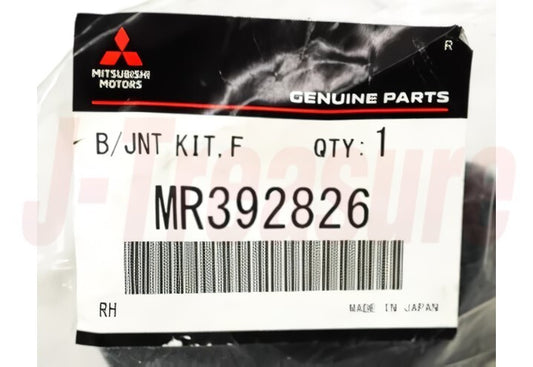 R
MITSUBISHI
MOTORS
GENUINE PARTS
B/JNT KIT, F QTY: 1
MR392826
RH MADE IN JAPAN
J-Treasure